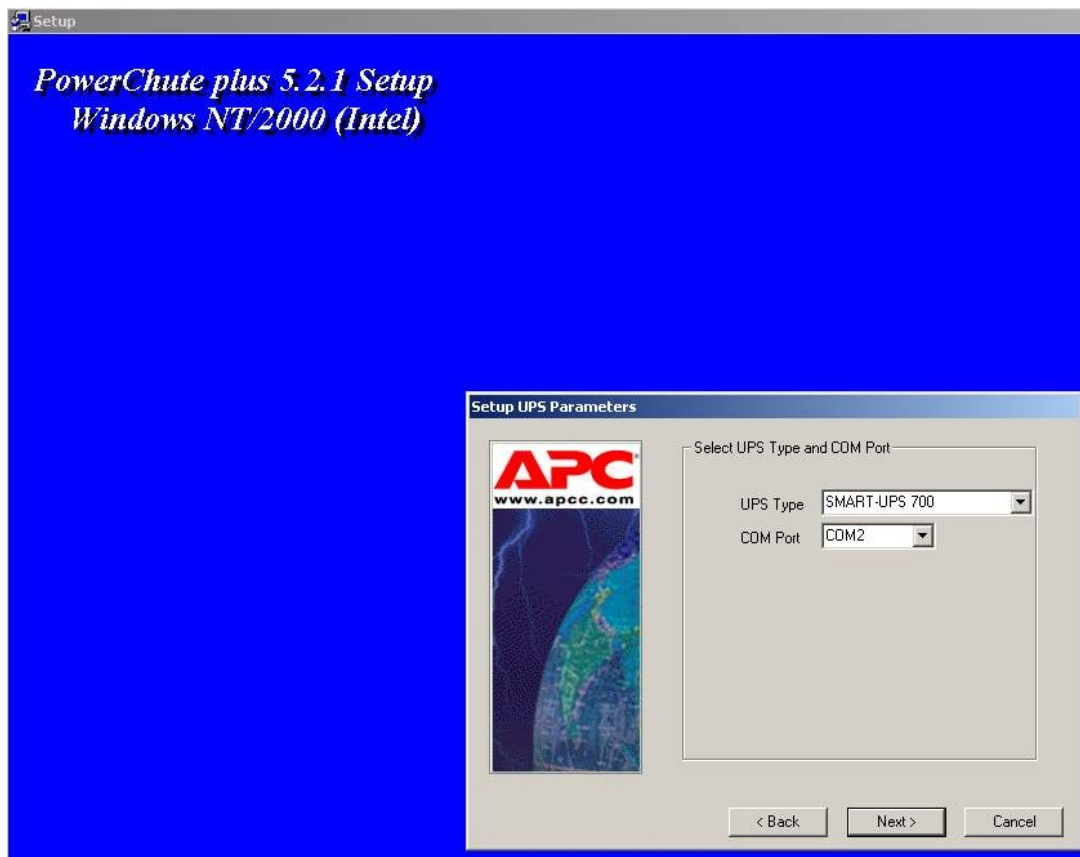 Setup
PowerChute plus 5.2.1 Setup
Windows NT/2000 (Intel)
Setup UPS Parameters
APC
www.apcc.com
Select UPS Type and COM Port
UPS Type SMART-UPS 700
COM Port COM2
< Back Next > Cancel